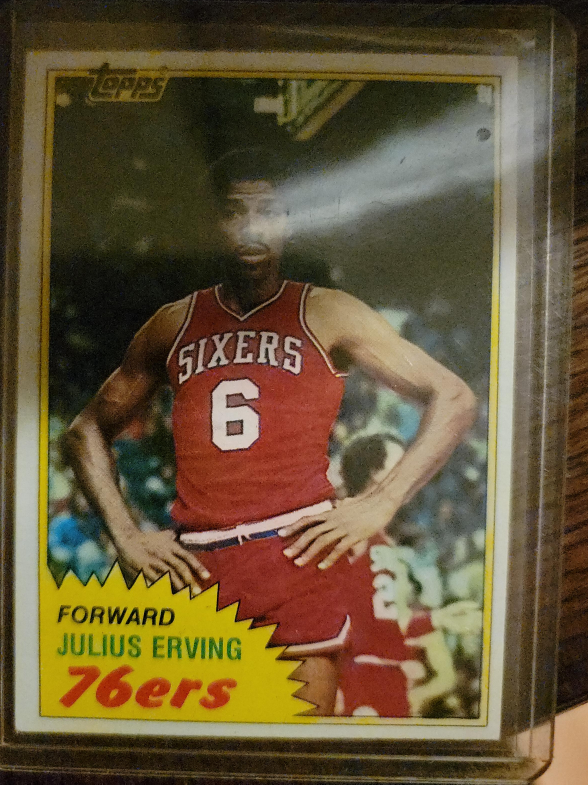 Topps
SIXERS
6
FORWARD
JULIUS ERVING
76ers